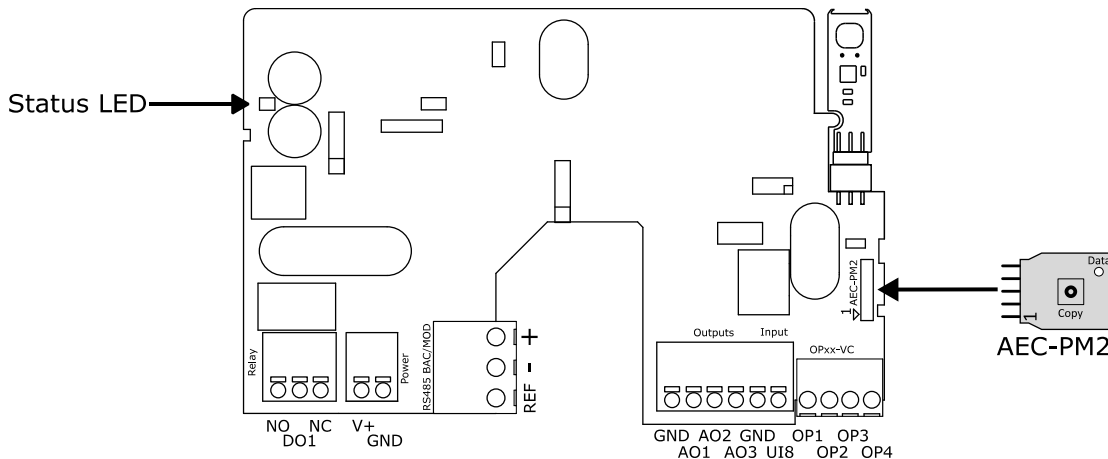 Status LED
Data
1
Copy
AEC-PM2
1 AEC-PM2
Outputs Input
OPxx-VC
Relay
Power
RS485 BAC/MOD
+
-
REF
NO NC V+
DO1 GND
GND AO2 GND OP1 OP3
AO1 AO3 UI8 OP2 OP4